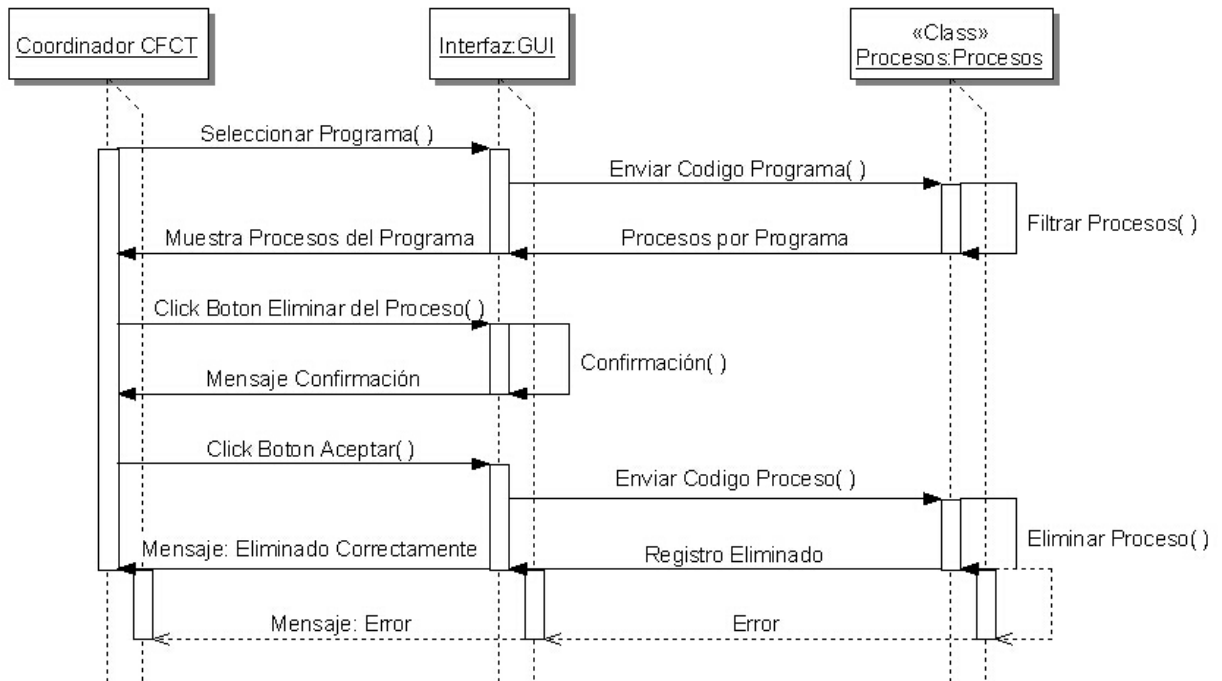 Coordinador CFCT
Interfaz:GUI
«Class»
Procesos:Procesos
Seleccionar Programa( )
Enviar Codigo Programa( )
Filtrar Procesos( )
Muestra Procesos del Programa
Procesos por Programa
Click Boton Eliminar del Proceso( )
Confirmación( )
Mensaje Confirmación
Click Boton Aceptar( )
Enviar Codigo Proceso( )
Eliminar Proceso( )
Mensaje: Eliminado Correctamente
Registro Eliminado
Mensaje: Error
Error